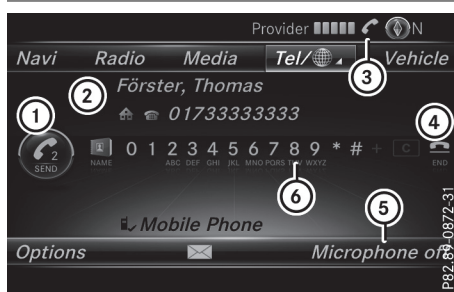 Provider N
Navi Radio Media Tel/ Vehicle
3
1 2 Förster, Thomas
01733333333
4
2 SEND
0 1 2 3 4 5 6 7 8 9 * # + C
NAME ABC DEF GHI JKL MNO PQRS TUV WXYZ END
6
5
Mobile Phone
Options Microphone off
P82.89-0872-31